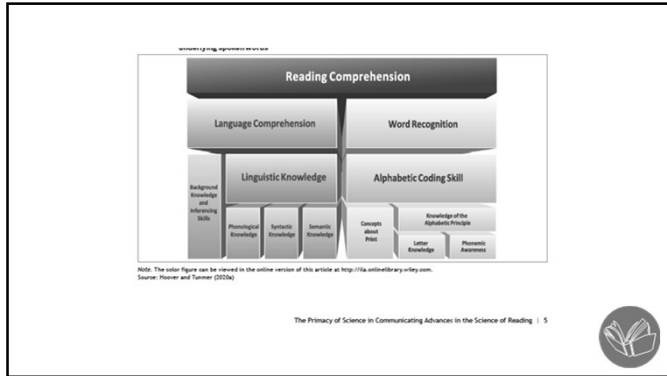 underlying spoken words
Reading Comprehension
Language Comprehension
Word Recognition
Background
Knowledge
and
Inferencing
Skills
Linguistic Knowledge
Alphabetic Coding Skill
Phonological
Knowledge
Syntactic
Knowledge
Semantic
Knowledge
Concepts
about
Print
Knowledge of the
Alphabetic Principle
Letter
Knowledge
Phonemic
Awareness
Note. The color figure can be viewed in the online version of this article at http://ila.onlinelibrary.wiley.com.
Source: Hoover and Tunmer (2020a)
The Primacy of Science in Communicating Advances in the Science of Reading | 5